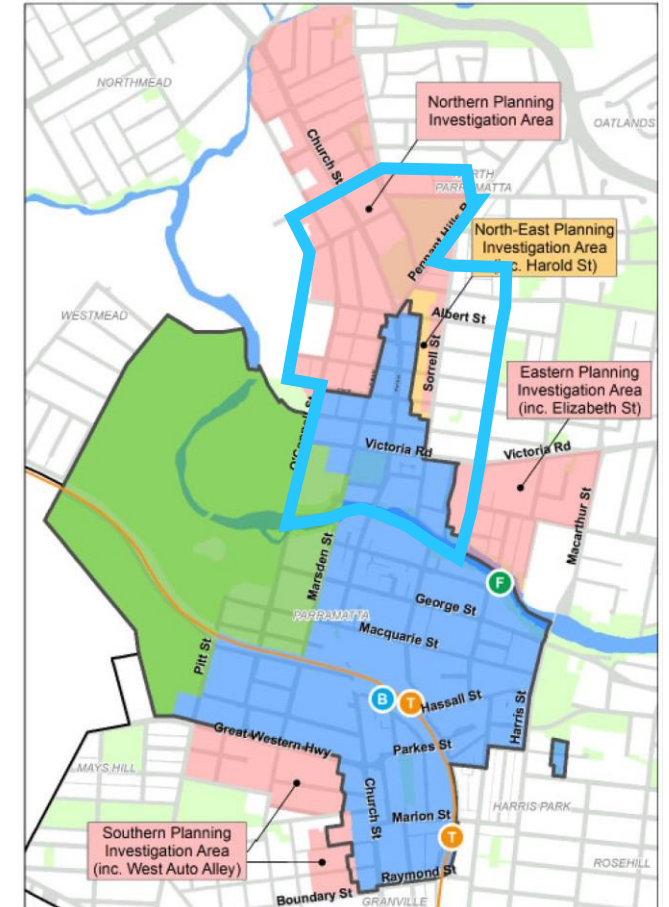 NORTHMEAD
Northern Planning
Investigation Area
OATLANDS
Church St
NORTH
PARRAMATTA
Pennant Hills R
North-East Planning
Investigation Area
(inc. Harold St)
WESTMEAD
Albert St
Sorrell St
Eastern Planning
Investigation Area
(inc. Elizabeth St)
O'Connell St
Victoria Rd
Victoria Rd
Macarthur St
Marsden St
F
George St
PARRAMATTA
Macquarie St
Pitt St
B
T
Hassall St
Harris St
Great Western Hwy
Parkes St
MAYS HILL
Church St
HARRIS PARK
Marion St
T
Southern Planning
Investigation Area
(inc. West Auto Alley)
ROSEHILL
Raymond St
Boundary St
GRANVILLE